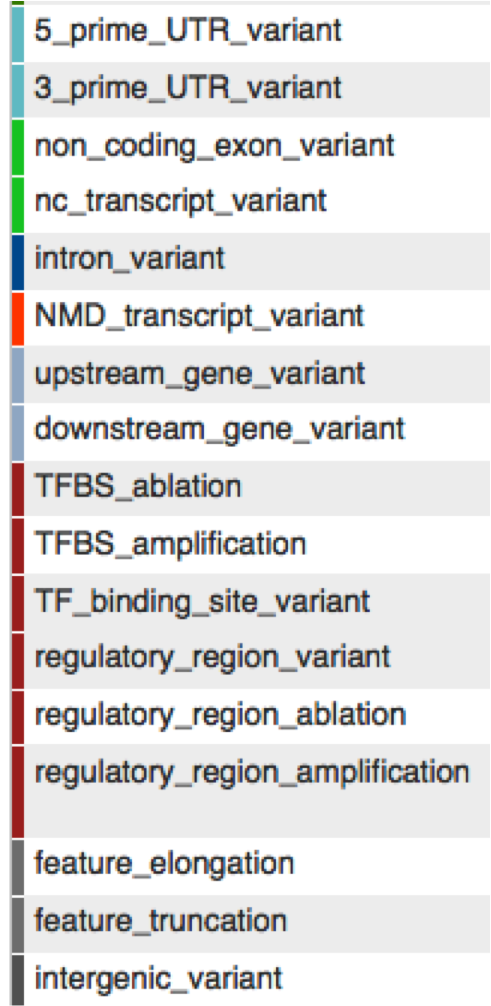 5_prime_UTR_variant
3_prime_UTR_variant
non_coding_exon_variant
nc_transcript_variant
intron_variant
NMD_transcript_variant
upstream_gene_variant
downstream_gene_variant
TFBS_ablation
TFBS_amplification
TF_binding_site_variant
regulatory_region_variant
regulatory_region_ablation
regulatory_region_amplification
feature_elongation
feature_truncation
intergenic_variant